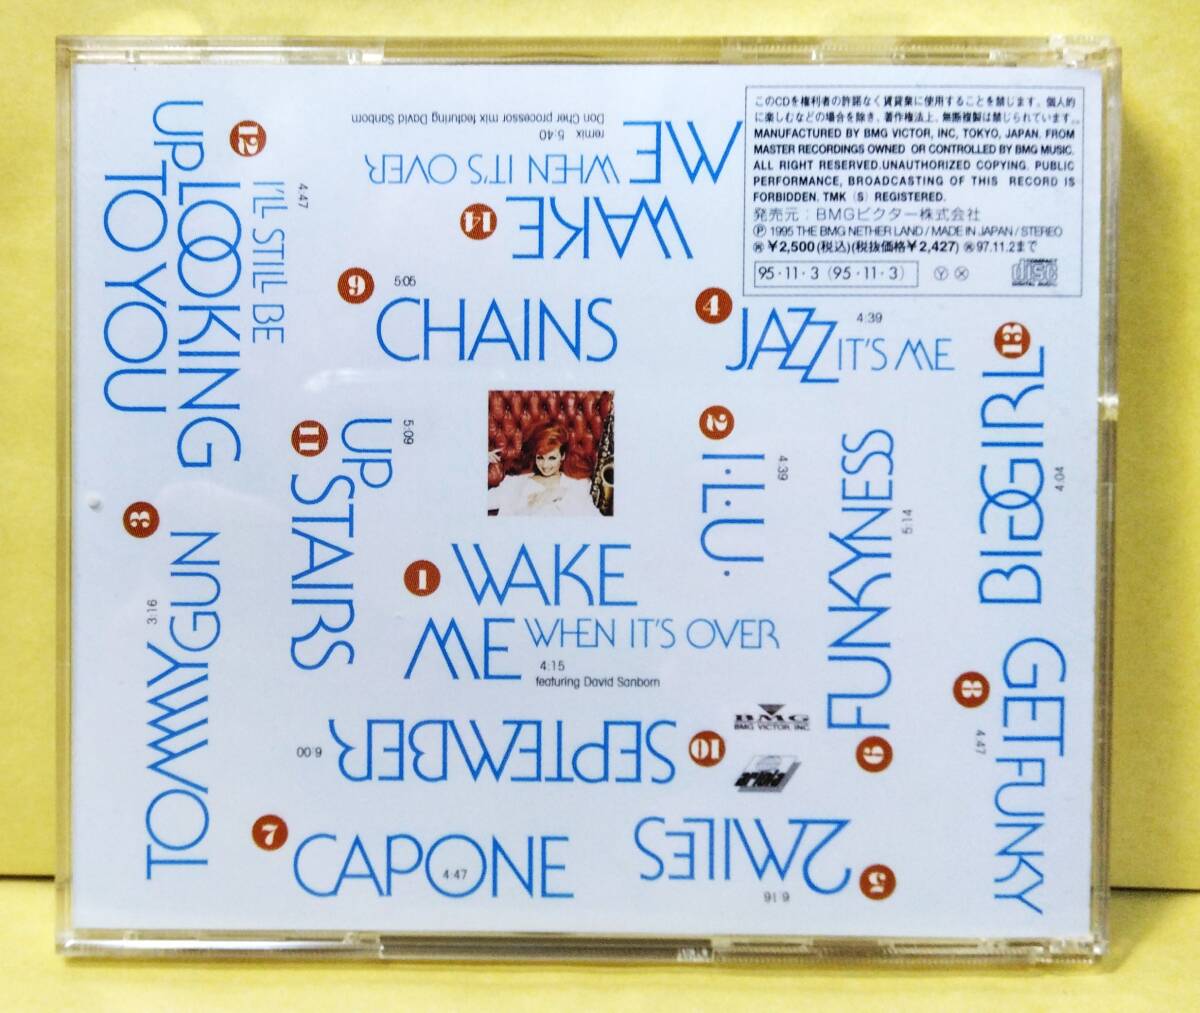 このCDを権利者の許諾なく賃貸業に使用することを禁じます。個人的
に楽しむなどの場合を除き、著作権法上、無断複製は禁じられています。
MANUFACTURED BY BMG VICTOR, INC, TOKYO, JAPAN. FROM
MASTER RECORDINGS OWNED OR CONTROLLED BY BMG MUSIC.
ALL RIGHT RESERVED.UNAUTHORIZED COPYING. PUBLIC
PERFORMANCE, BROADCASTING OF THIS RECORD IS
FORBIDDEN. TMK (S) REGISTERED.
発売元：BMGビクター株式会社
Ⓟ 1995 THE BMG NETHER LAND / MADE IN JAPAN / STEREO
¥2,500(税込)(税抜価格¥2,427) 97.11.2まで
95・11・3 (95・11・3)
COMPACT
disc
DIGITAL AUDIO
1
WAKE
ME WHEN IT'S OVER
4:15
featuring David Sanborn
2
I・L・U・
4:39
3
TOMMYGUN
3:16
4
JAZZ IT'S ME
4:39
5
2MILES
6
CHAINS
5:05
7
CAPONE
4:47
8
GET FUNKY
4:47
9
FUNKYNESS
5:14
10
SEPTEMBER
6:00
11
UP
STAIRS
5:09
12
I'LL STILL BE
4:47
UP LOOKING
TO YOU
13
BIG GIRL
4:04
14
WAKE
ME WHEN IT'S OVER
remix 5:40
Don Cher processor mix featuring David Sanborn
BMG
BMG VICTOR, INC.
ariola